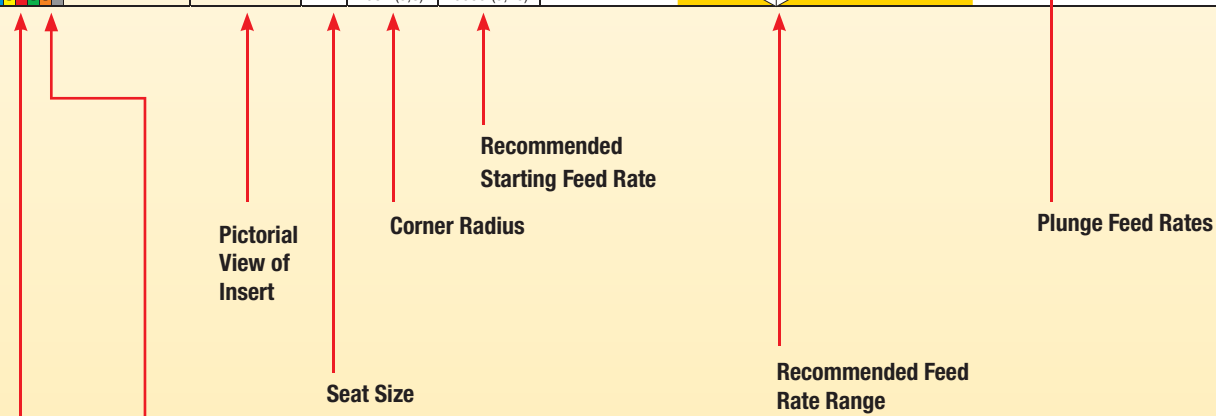 Recommended
Starting Feed Rate
Corner Radius
Plunge Feed Rates
Pictorial
View of
Insert
Recommended Feed
Rate Range
Seat Size